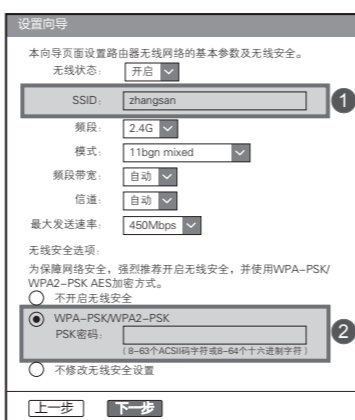 设置向导
本向导页面设置路由器无线网络的基本参数及无线安全。
无线状态： 开启
SSID： zhangsan 1
频段： 2.4G
模式： 11bgn mixed
频段带宽： 自动
信道： 自动
最大发送速率： 450Mbps
无线安全选项：
为保障网络安全，强烈推荐开启无线安全，并使用WPA-PSK/
WPA2-PSK AES加密方式。
不开启无线安全
WPA-PSK/WPA2-PSK
PSK密码： 2
（8-63个ACSII码字符或8-64个十六进制字符）
不修改无线安全设置
上一步 下一步